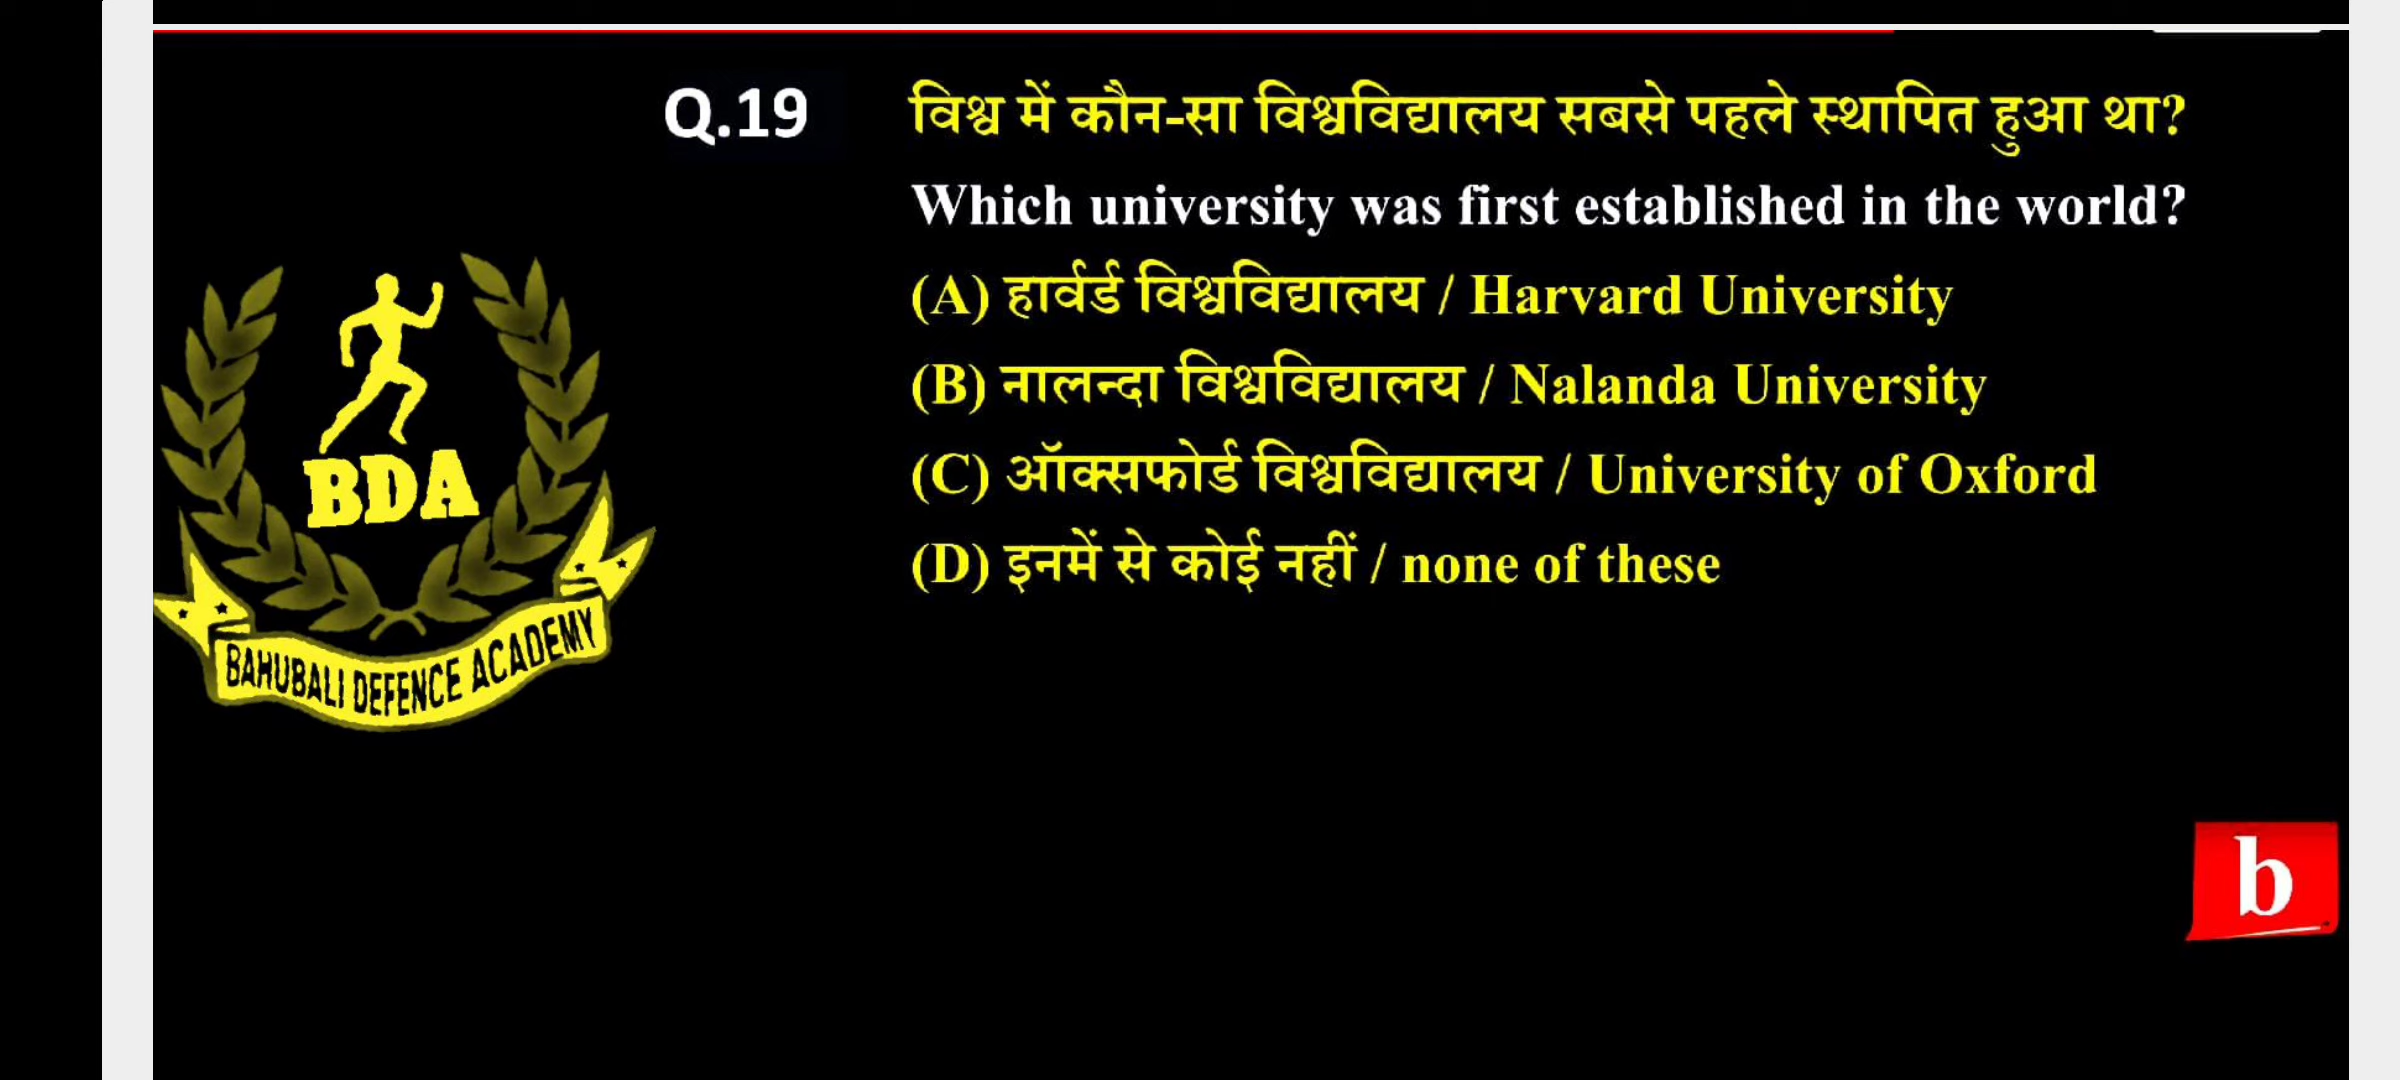 Q.19 विश्व में कौन-सा विश्वविद्यालय सबसे पहले स्थापित हुआ था?
Which university was first established in the world?
(A) हार्वर्ड विश्वविद्यालय / Harvard University
(B) नालन्दा विश्वविद्यालय / Nalanda University
(C) ऑक्सफोर्ड विश्वविद्यालय / University of Oxford
(D) इनमें से कोई नहीं / none of these
BDA
BAHUBALI DEFENCE ACADEMY
b